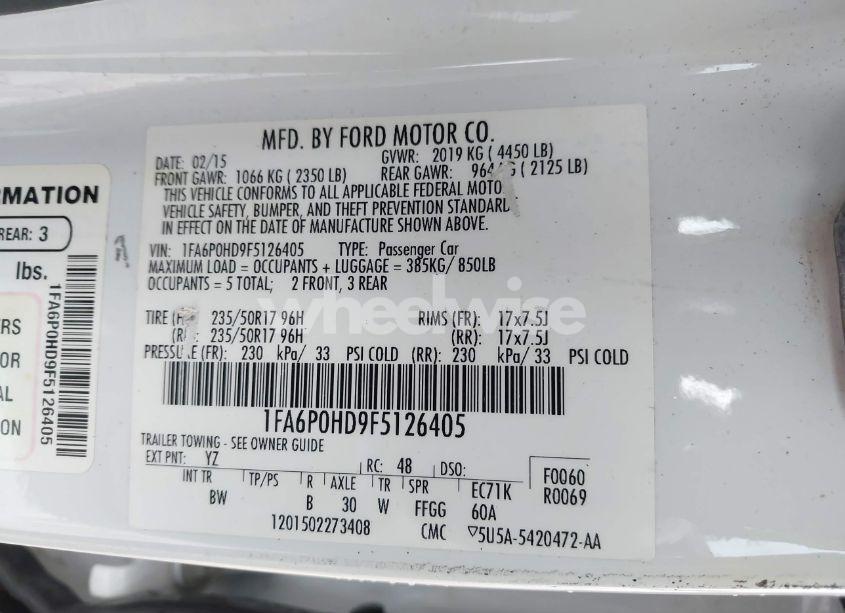 MFD. BY FORD MOTOR CO.
DATE: 02/15 GVWR: 2019 KG ( 4450 LB)
FRONT GAWR: 1066 KG ( 2350 LB) REAR GAWR: 964 ( 2125 LB)
THIS VEHICLE CONFORMS TO ALL APPLICABLE FEDERAL MOTO
VEHICLE SAFETY, BUMPER, AND THEFT PREVENTION STANDARD
IN EFFECT ON THE DATE OF MANUFACTURE SHOWN ABOVE.
VIN: 1FA6P0HD9F5126405 TYPE: Passenger Car
MAXIMUM LOAD = OCCUPANTS + LUGGAGE = 385KG/ 850LB
OCCUPANTS = 5 TOTAL; 2 FRONT, 3 REAR
wheelwise
TIRE 235/50R17 96H RIMS (FR): 17x7.5J
235/50R17 96H (RR): 17x7.5J
(FR): 230 kPa/ 33 PSI COLD (RR): 230 kPa/ 33 PSI COLD
1FA6P0HD9F5126405
TRAILER TOWING - SEE OWNER GUIDE
EXT PNT: YZ RC: 48 DSO: F0060
R0069
INT TR TP/PS R AXLE TR SPR EC71K
BW B 30 W FFGG 60A
1201502273408 CMC ▽5U5A-5420472-AA
RMATION
REAR: 3
lbs.
ERS
OR
AL
ON
1FA6P0HD9F5126405